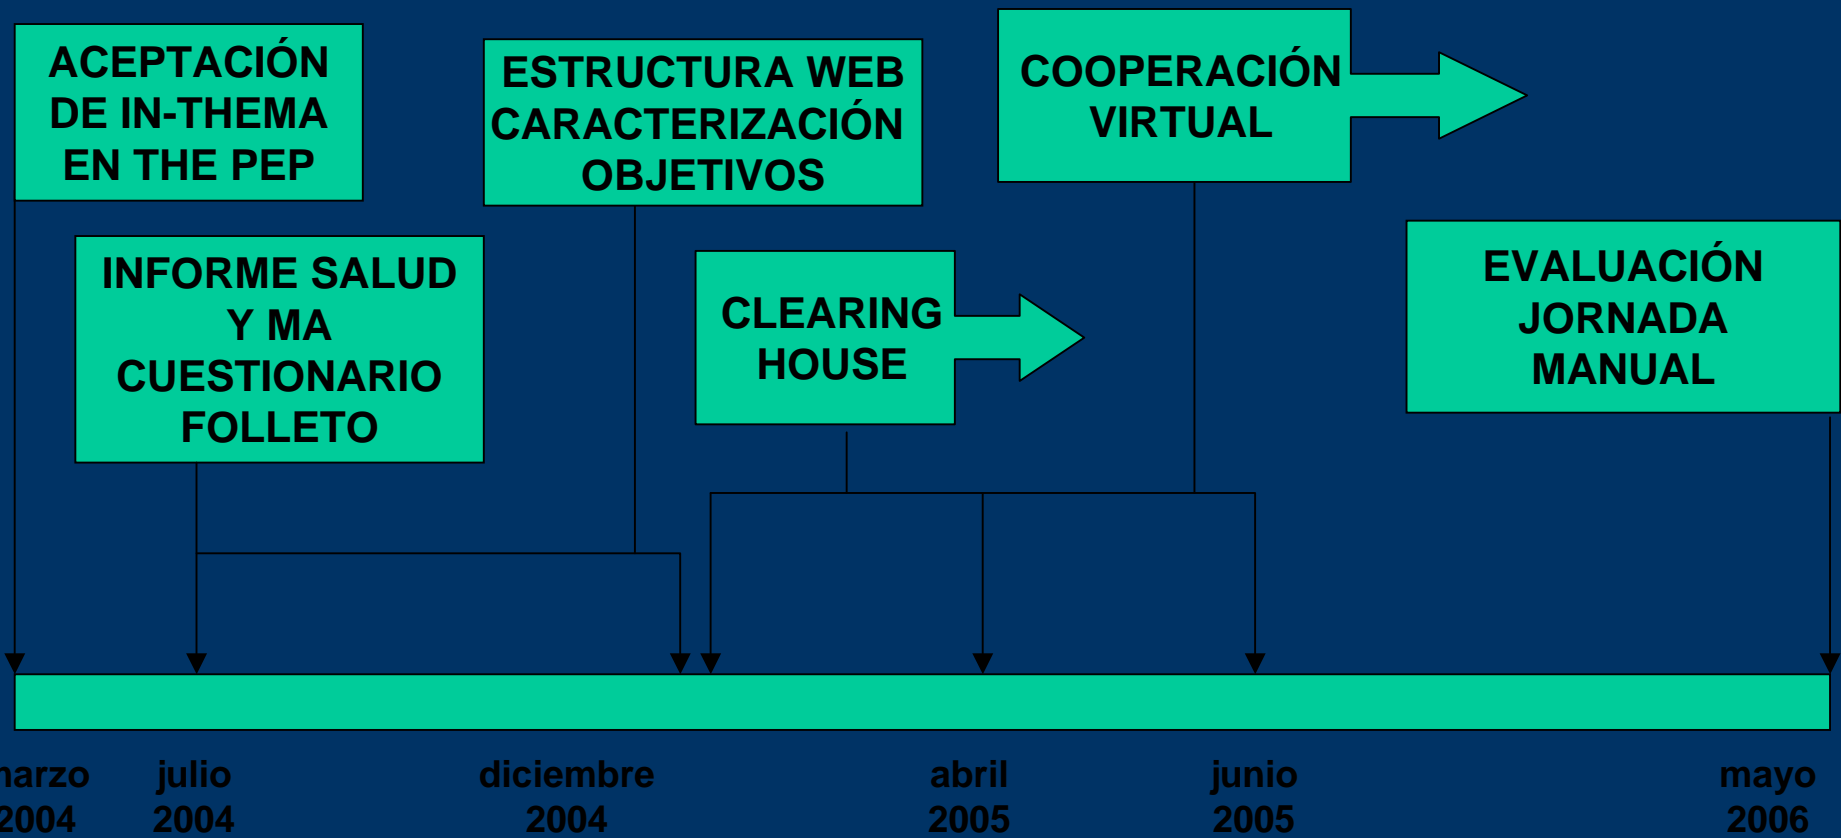 ACEPTACIÓN
DE IN-THEMA
EN THE PEP
ESTRUCTURA WEB
CARACTERIZACIÓN
OBJETIVOS
COOPERACIÓN
VIRTUAL
INFORME SALUD
Y MA
CUESTIONARIO
FOLLETO
CLEARING
HOUSE
EVALUACIÓN
JORNADA
MANUAL
marzo
2004
julio
2004
diciembre
2004
abril
2005
junio
2005
mayo
2006